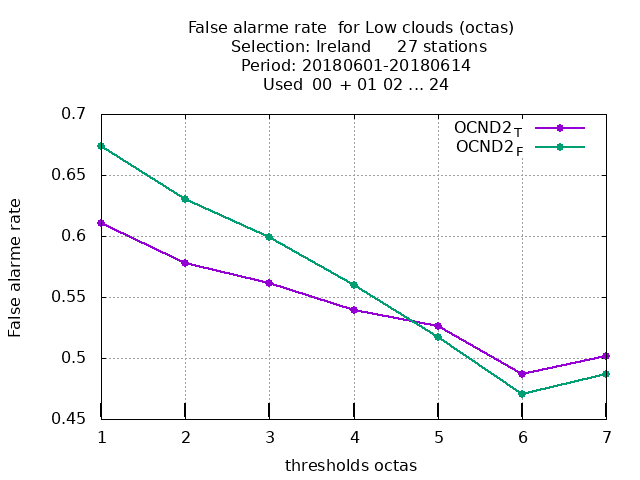 False alarme rate  for Low clouds (octas)
Selection: Ireland     27 stations
Period: 20180601-20180614
Used  00 + 01 02 ... 24
OCND2T
OCND2F
0.7
0.65
0.6
0.55
0.5
0.45
False alarme rate
1 2 3 4 5 6 7
thresholds octas